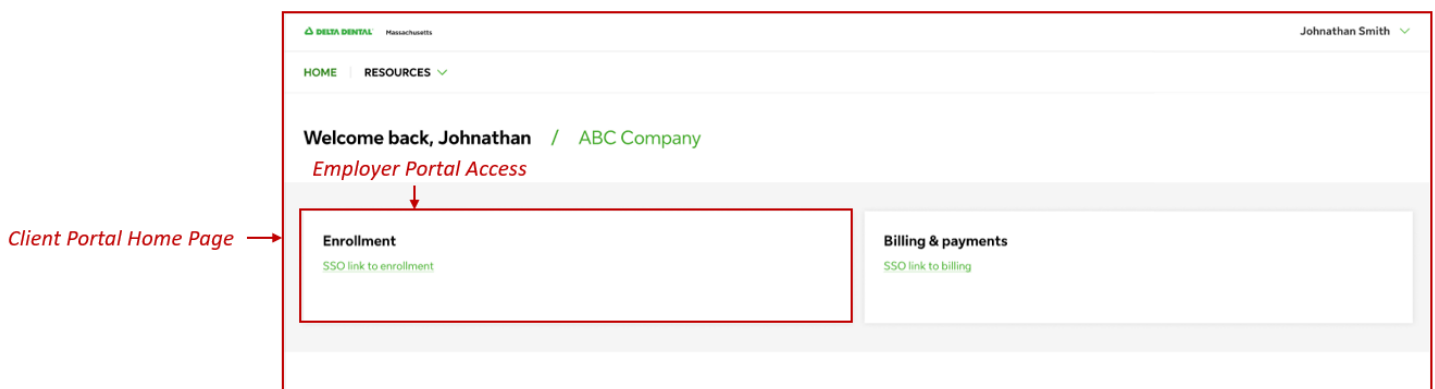 DELTA DENTAL Massachusetts
Johnathan Smith
HOME RESOURCES
Welcome back, Johnathan / ABC Company
Employer Portal Access
Client Portal Home Page
Enrollment
SSO link to enrollment
Billing & payments
SSO link to billing